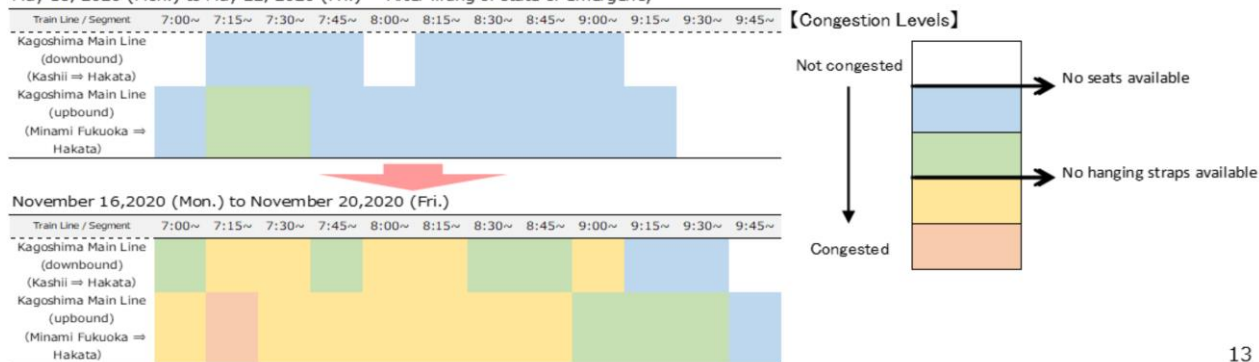 Train Line / Segment 7:00~ 7:15~ 7:30~ 7:45~ 8:00~ 8:15~ 8:30~ 8:45~ 9:00~ 9:15~ 9:30~ 9:45~
Kagoshima Main Line
(downbound)
(Kashii ⇒ Hakata)
Kagoshima Main Line
(upbound)
(Minami Fukuoka ⇒
Hakata)
November 16,2020 (Mon.) to November 20,2020 (Fri.)
Train Line / Segment 7:00~ 7:15~ 7:30~ 7:45~ 8:00~ 8:15~ 8:30~ 8:45~ 9:00~ 9:15~ 9:30~ 9:45~
Kagoshima Main Line
(downbound)
(Kashii ⇒ Hakata)
Kagoshima Main Line
(upbound)
(Minami Fukuoka ⇒
Hakata)
【Congestion Levels】
Not congested
No seats available
No hanging straps available
Congested
13